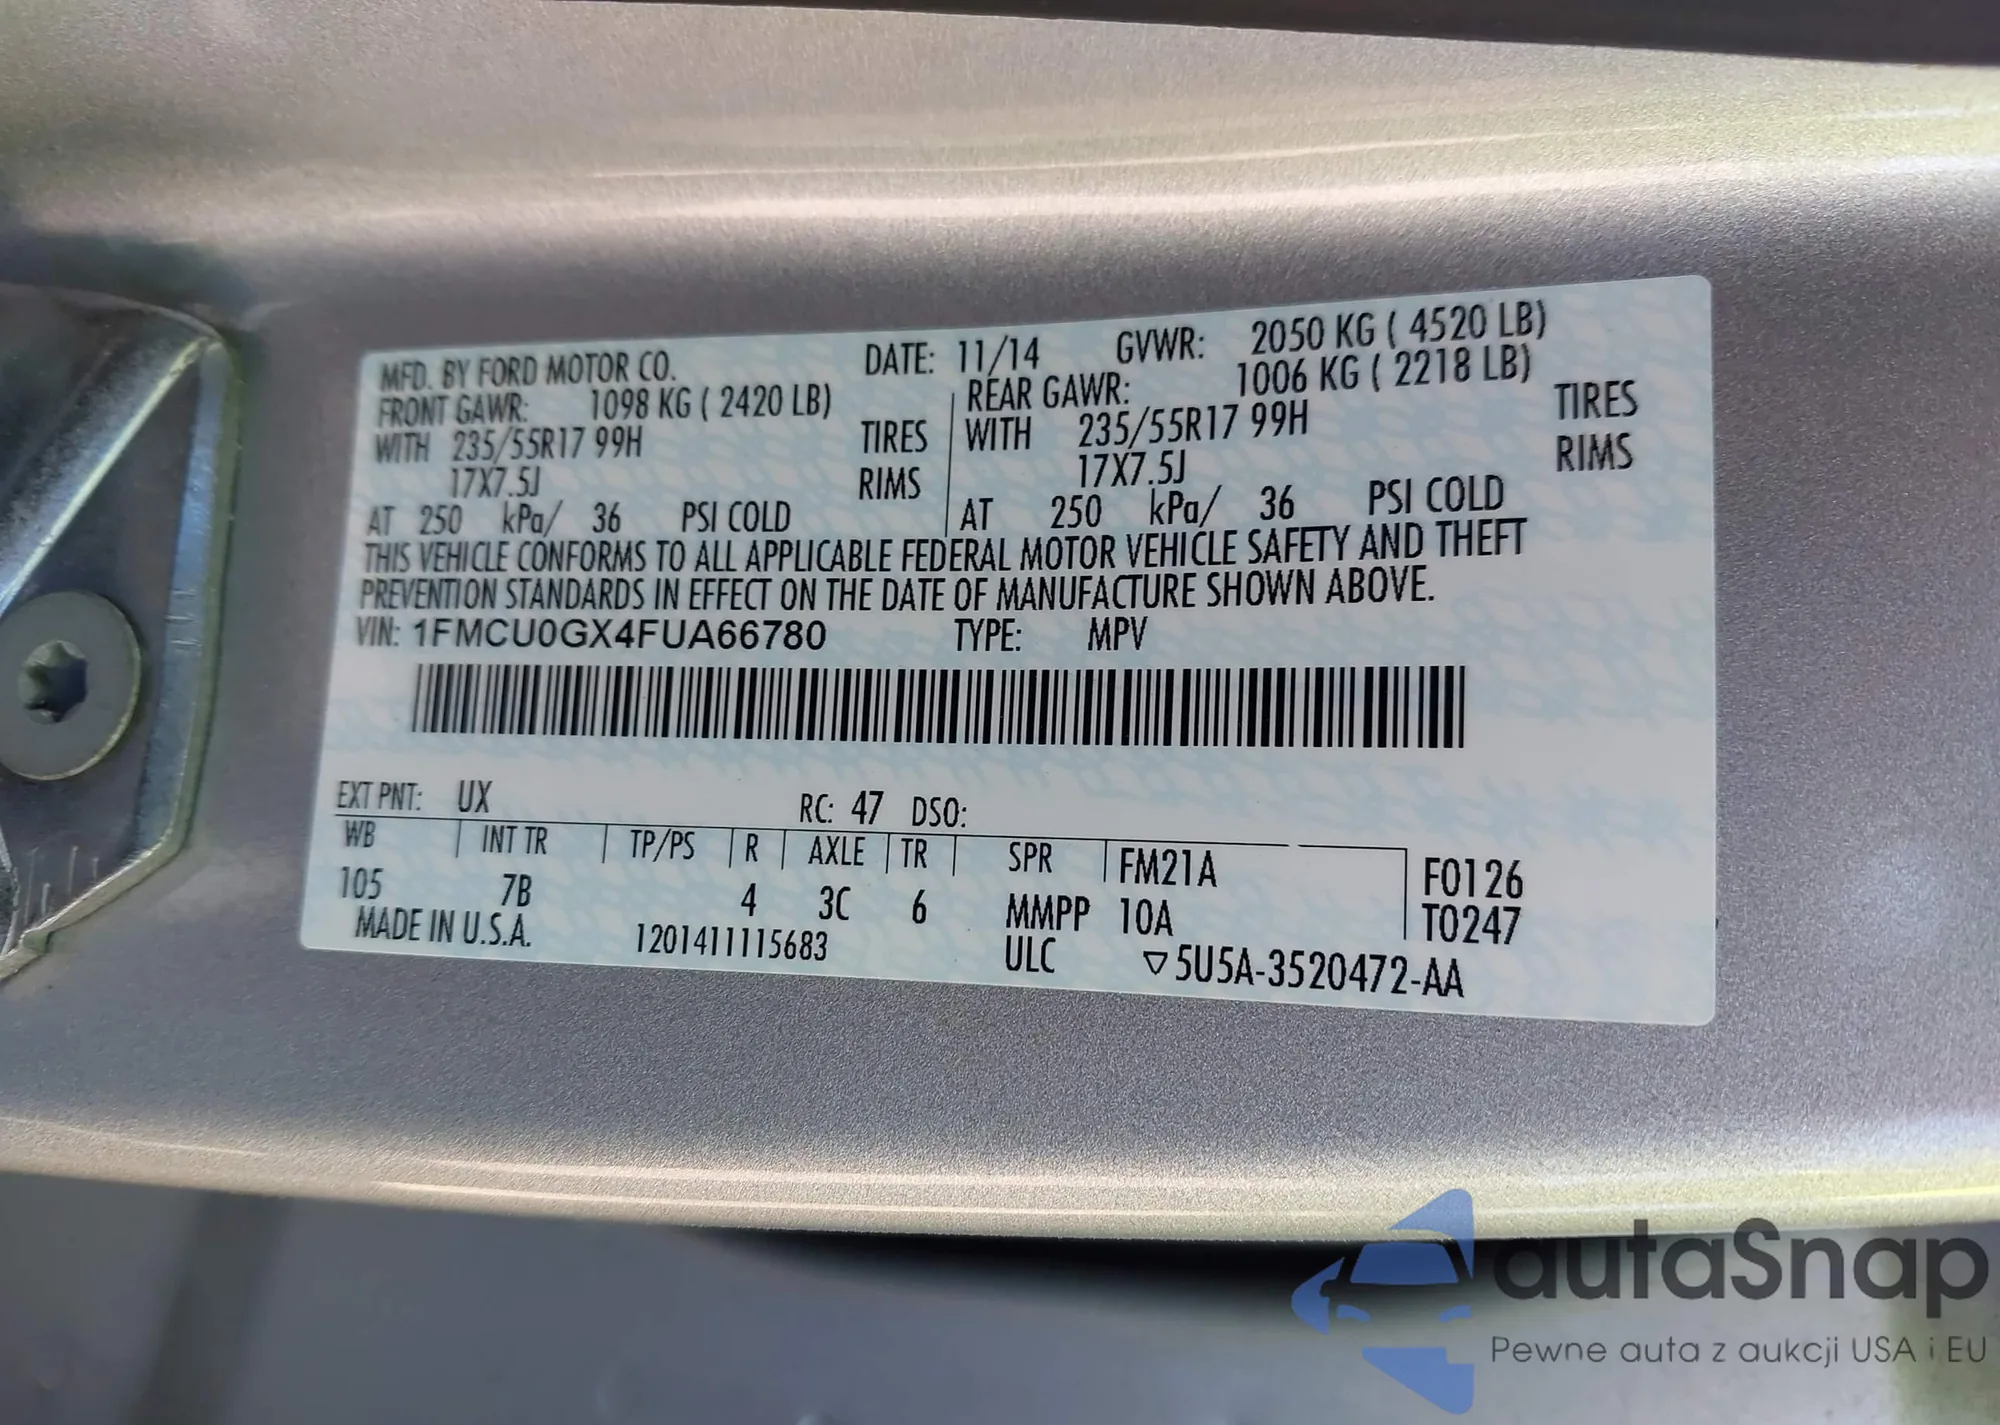 MFD. BY FORD MOTOR CO. DATE: 11/14 GVWR: 2050 KG ( 4520 LB)
FRONT GAWR: 1098 KG ( 2420 LB) REAR GAWR: 1006 KG ( 2218 LB)
WITH 235/55R17 99H TIRES WITH 235/55R17 99H TIRES
17X7.5J RIMS 17X7.5J RIMS
AT 250 kPa/ 36 PSI COLD AT 250 kPa/ 36 PSI COLD
THIS VEHICLE CONFORMS TO ALL APPLICABLE FEDERAL MOTOR VEHICLE SAFETY AND THEFT
PREVENTION STANDARDS IN EFFECT ON THE DATE OF MANUFACTURE SHOWN ABOVE.
VIN: 1FMCU0GX4FUA66780 TYPE: MPV
EXT PNT: UX RC: 47 DSO:
WB INT TR TP/PS R AXLE TR SPR FM21A F0126
105 7B 4 3C 6 MMPP 10A T0247
MADE IN U.S.A. 1201411115683 ULC ▽5U5A-3520472-AA
autaSnap
Pewne auta z aukcji USA i EU